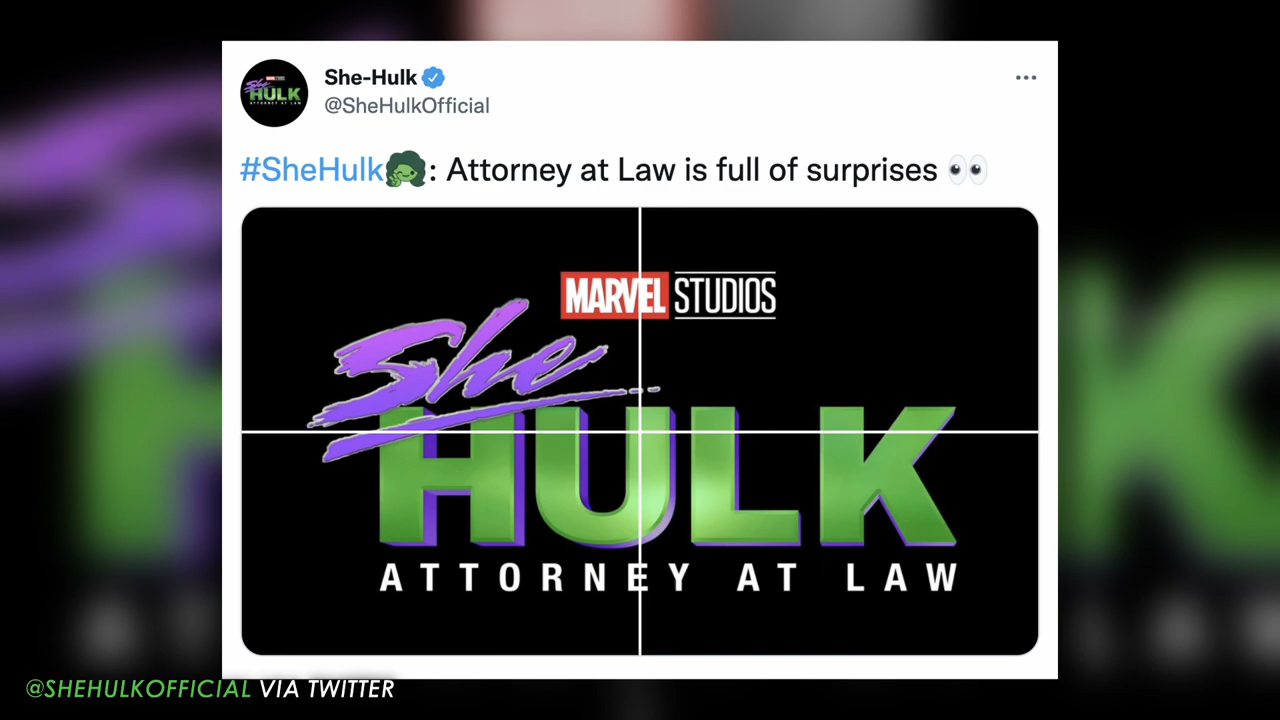 She-Hulk
@SheHulkOfficial
#SheHulk: Attorney at Law is full of surprises 👀
MARVEL STUDIOS
She
HULK
ATTORNEY AT LAW
@SHEHULKOFFICIAL VIA TWITTER